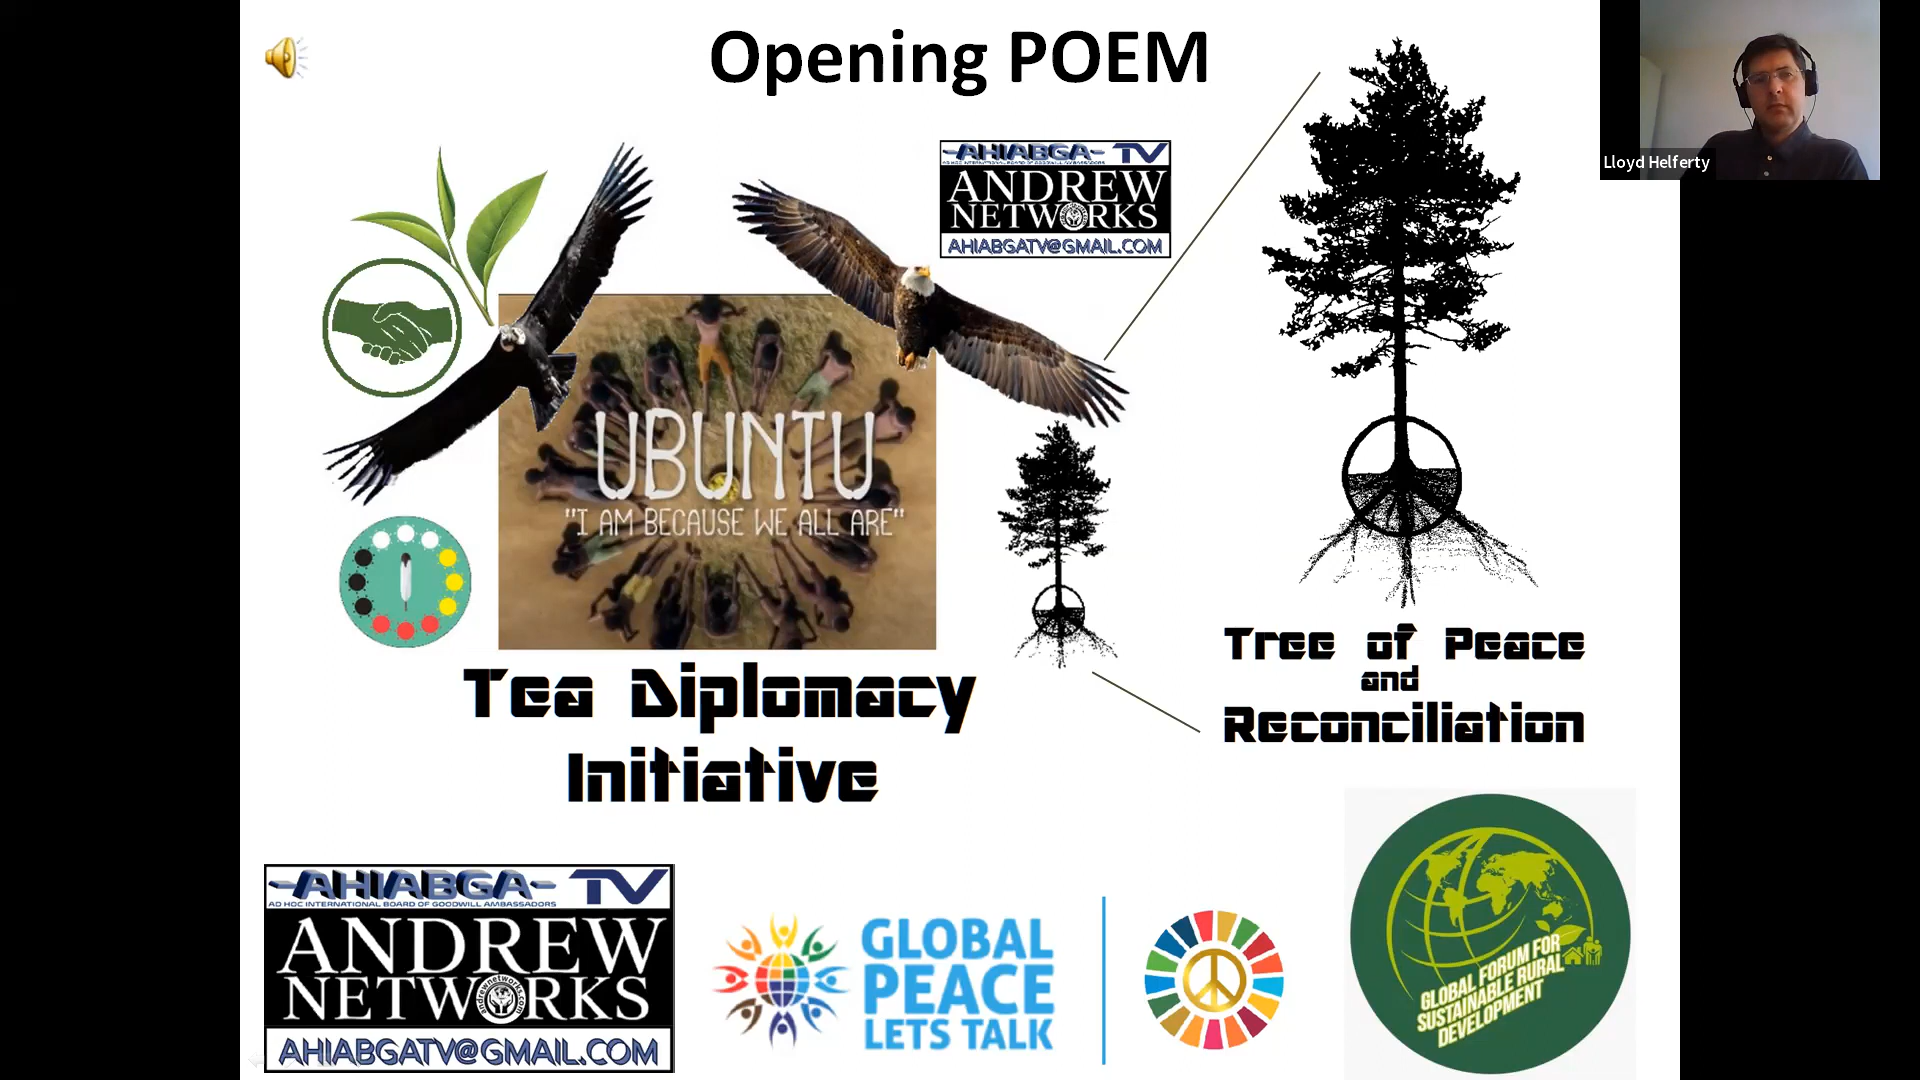 Opening POEM
Lloyd Helferty
-AHIABGA- TV
AD HOC INTERNATIONAL BOARD OF GOODWILL AMBASSADORS
ANDREW
NETWORKS
AHIABGATV@GMAIL.COM
UBUNTU
"I AM BECAUSE WE ALL ARE"
Tea Diplomacy
Initiative
Tree of Peace
and
Reconciliation
-AHIABGA- TV
AD HOC INTERNATIONAL BOARD OF GOODWILL AMBASSADORS
ANDREW
NETWORKS
andrewnetworks.com
AHIABGATV@GMAIL.COM
GLOBAL
PEACE
LETS TALK
GLOBAL FORUM FOR
SUSTAINABLE RURAL
DEVELOPMENT